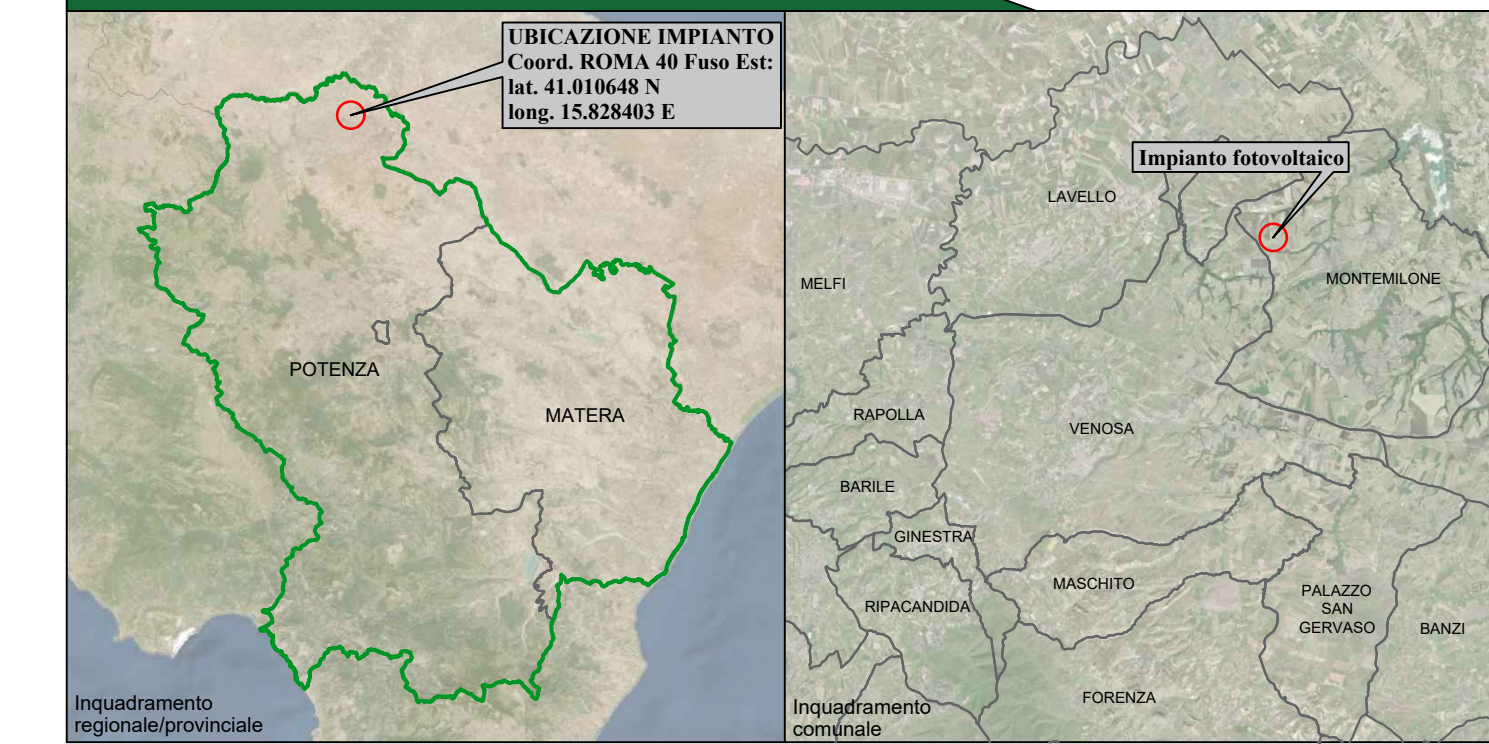 UBICAZIONE IMPIANTO
Coord. ROMA 40 Fuso Est:
lat. 41.010648 N
long. 15.828403 E
POTENZA
MATERA
Inquadramento
regionale/provinciale
Impianto fotovoltaico
LAVELLO
MELFI
MONTEMILONE
RAPOLLA
VENOSA
BARILE
GINESTRA
MASCHITO
RIPACANDIDA
PALAZZO
SAN
GERVASO
BANZI
FORENZA
Inquadramento
comunale